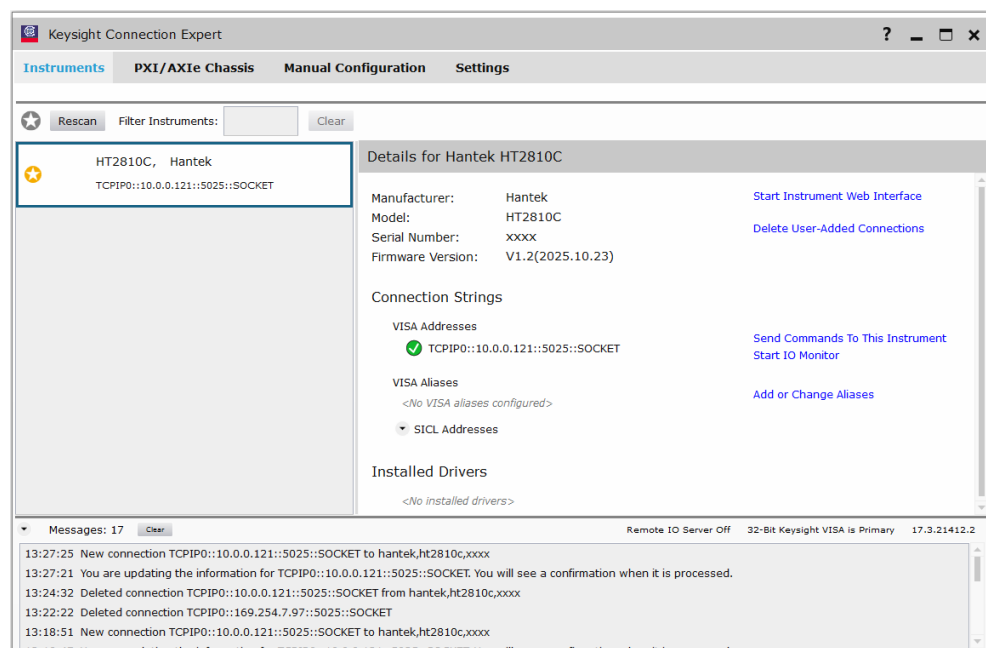 Keysight Connection Expert
?
Instruments PXI/AXIe Chassis Manual Configuration Settings
Rescan Filter Instruments: Clear
HT2810C, Hantek
TCPIP0::10.0.0.121::5025::SOCKET
Details for Hantek HT2810C
Manufacturer: Hantek
Model: HT2810C
Serial Number: xxxx
Firmware Version: V1.2(2025.10.23)
Start Instrument Web Interface
Delete User-Added Connections
Connection Strings
VISA Addresses
TCPIP0::10.0.0.121::5025::SOCKET
Send Commands To This Instrument
Start IO Monitor
VISA Aliases
<No VISA aliases configured>
Add or Change Aliases
SICL Addresses
Installed Drivers
<No installed drivers>
Messages: 17 Clear Remote IO Server Off 32-Bit Keysight VISA is Primary 17.3.21412.2
13:27:25 New connection TCPIP0::10.0.0.121::5025::SOCKET to hantek,ht2810c,xxxx
13:27:21 You are updating the information for TCPIP0::10.0.0.121::5025::SOCKET. You will see a confirmation when it is processed.
13:24:32 Deleted connection TCPIP0::10.0.0.121::5025::SOCKET from hantek,ht2810c,xxxx
13:22:22 Deleted connection TCPIP0::169.254.7.97::5025::SOCKET
13:18:51 New connection TCPIP0::10.0.0.121::5025::SOCKET to hantek,ht2810c,xxxx